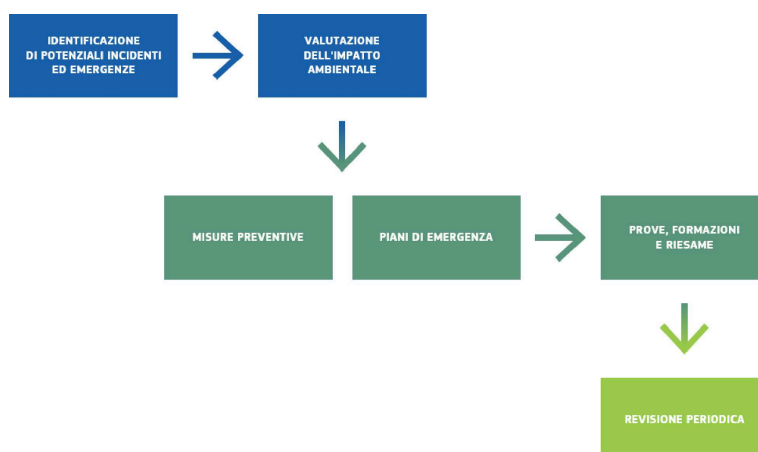 IDENTIFICAZIONE
DI POTENZIALI INCIDENTI
ED EMERGENZE
VALUTAZIONE
DELL'IMPATTO
AMBIENTALE
MISURE PREVENTIVE
PIANI DI EMERGENZA
PROVE, FORMAZIONI
E RIESAME
REVISIONE PERIODICA